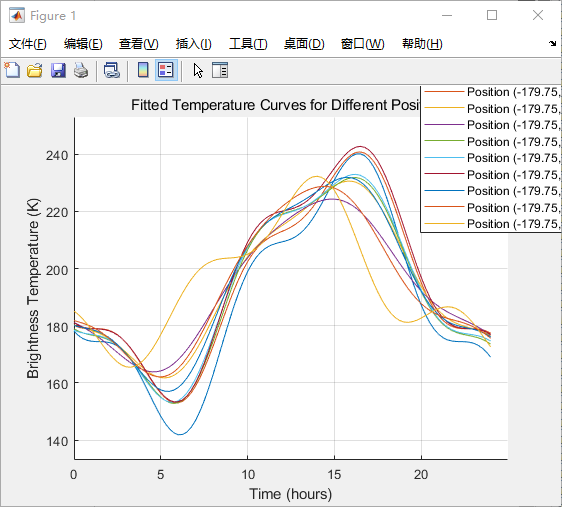 Figure 1
文件(F) 编辑(E) 查看(V) 插入(I) 工具(T) 桌面(D) 窗口(W) 帮助(H)
Fitted Temperature Curves for Different Posit
Position (-179.75,
Position (-179.75,
Position (-179.75,
Position (-179.75,
Position (-179.75,
Position (-179.75,
Position (-179.75,
Position (-179.75,
Position (-179.75,
240
220
200
180
160
140
Brightness Temperature (K)
0 5 10 15 20
Time (hours)